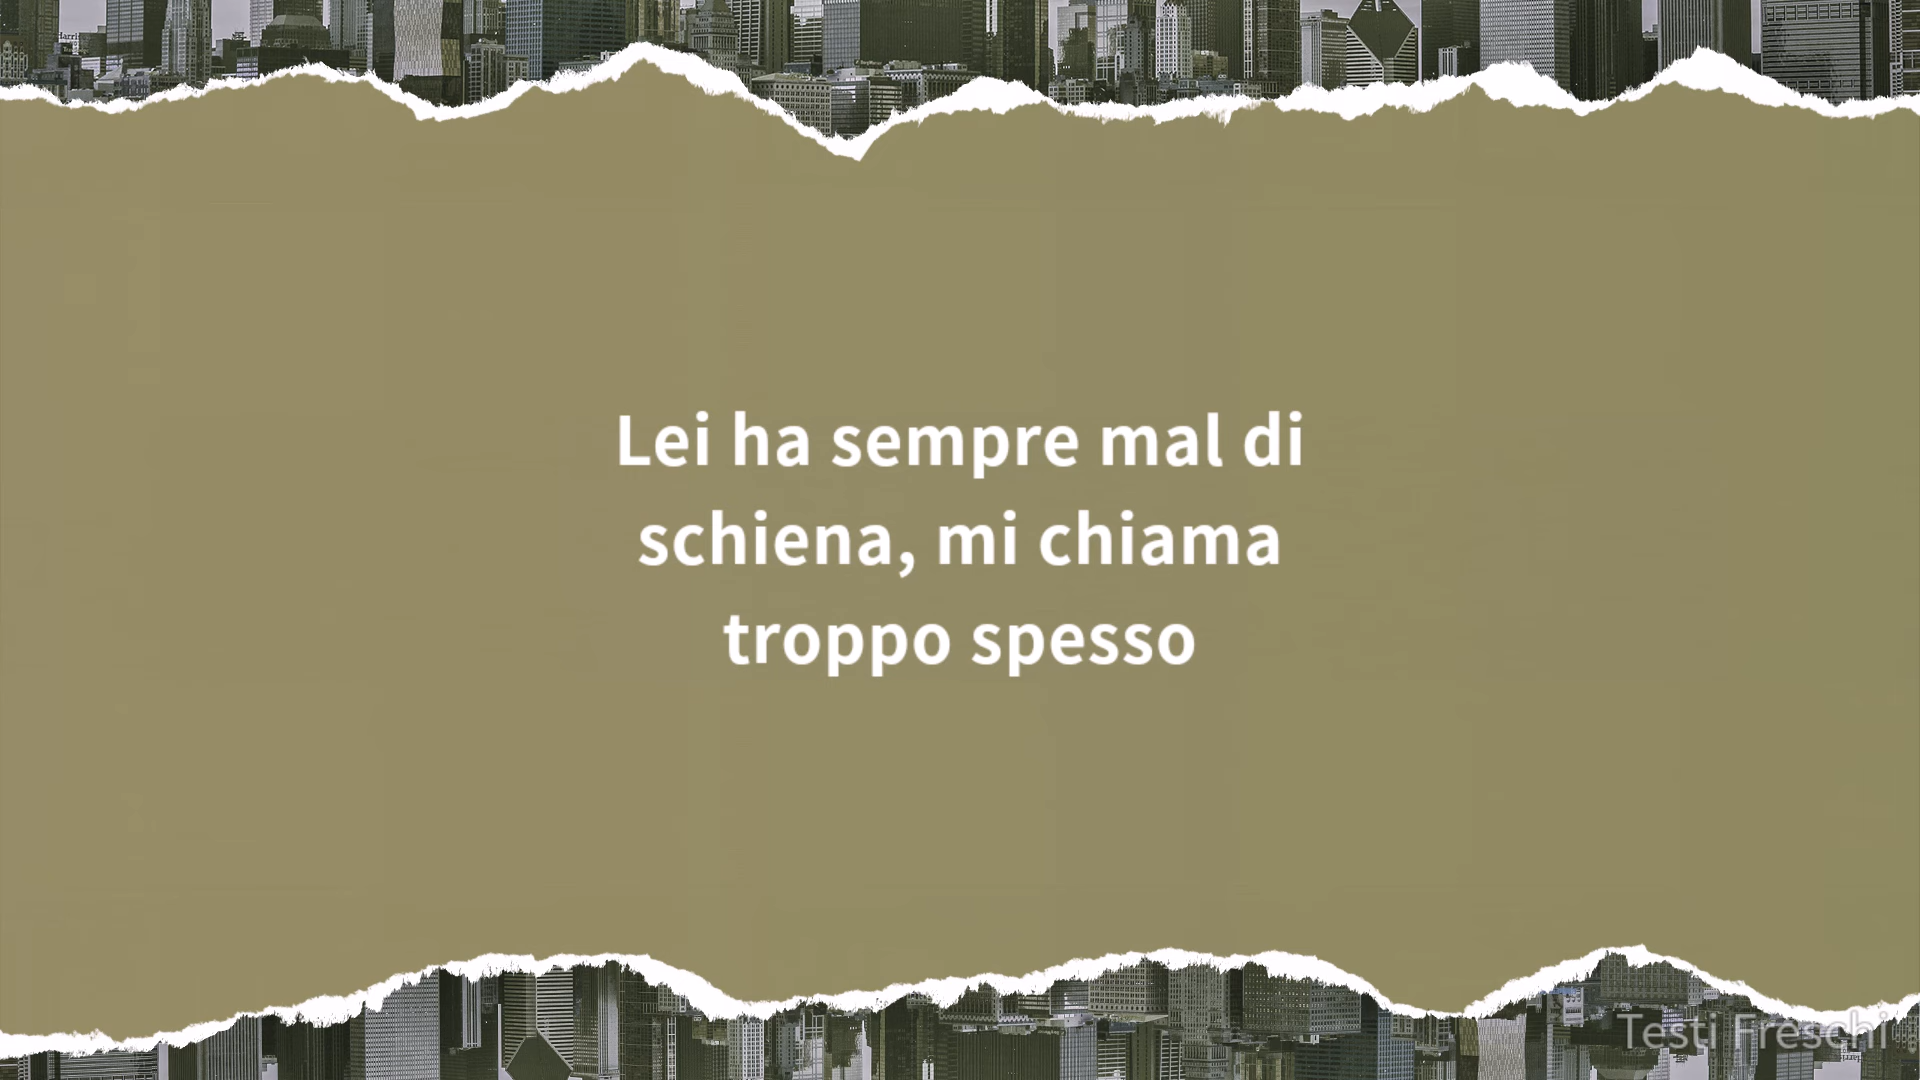 Lei ha sempre mal di
schiena, mi chiama
troppo spesso
Testi Freschi